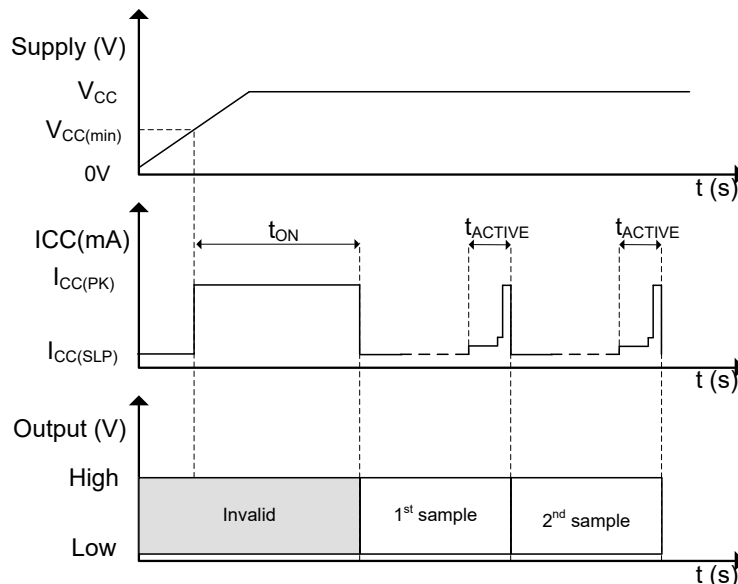 Supply (V)
VCC
VCC(min)
0V
t (s)
ICC(mA)
tON
tACTIVE
tACTIVE
ICC(PK)
ICC(SLP)
t (s)
Output (V)
High
Invalid
1st sample
2nd sample
Low
t (s)